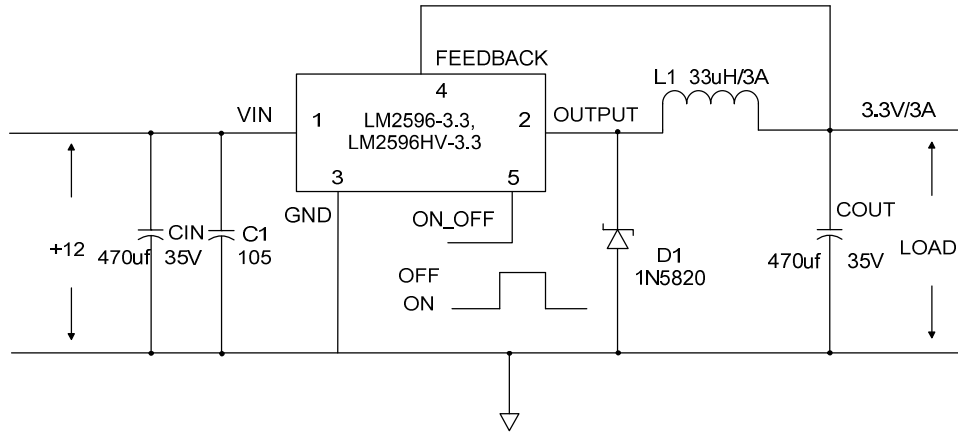 FEEDBACK
L1 33uH/3A
4
VIN
1
LM2596-3.3,
LM2596HV-3.3
2
OUTPUT
3.3V/3A
3
5
GND
ON_OFF
+12
CIN
470uf 35V
C1
105
OFF
ON
D1
1N5820
COUT
470uf 35V
LOAD